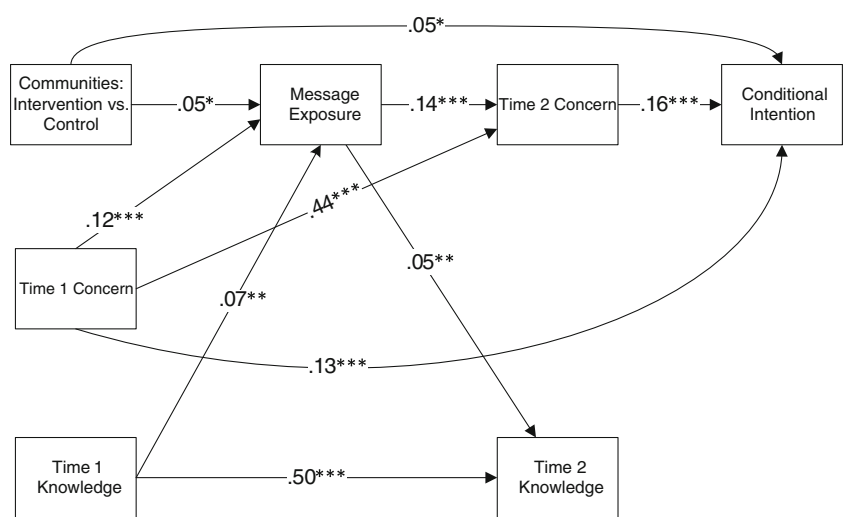 .05*
Communities:
Intervention vs.
Control
.05*
Message
Exposure
.14***
Time 2 Concern
.16***
Conditional
Intention
.12***
.44***
Time 1 Concern
.07**
.05**
.13***
Time 1
Knowledge
.50***
Time 2
Knowledge